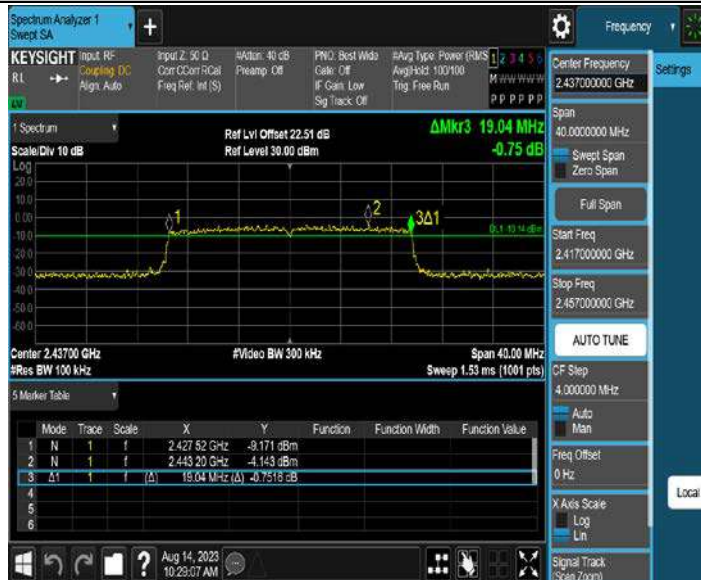 Spectrum Analyzer 1
Swept SA
+
Frequency
KEYSIGHT
RL
Input: RF
Coupling: DC
Align: Auto
Input Z: 50 Ω
Corr CCorr RCal
Freq Ref: Int (S)
#Atten: 40 dB
Preamp: Off
PNO: Best Wide
Gate: Off
IF Gain: Low
Sig Track: Off
#Avg Type: Power (RMS
Avg|Hold: 100/100
Trig: Free Run
1 2 3 4 5 6
M W W W W W
P P P P P P
1 Spectrum
Scale/Div 10 dB
Ref Lvl Offset 22.51 dB
Ref Level 30.00 dBm
ΔMkr3 19.04 MHz
-0.75 dB
Log
20.0
10.0
0.00
-10.0
-20.0
-30.0
-40.0
-50.0
-60.0
1
2
3Δ1
DL1 -10.14 dBm
Center 2.43700 GHz
#Res BW 100 kHz
#Video BW 300 kHz
Span 40.00 MHz
Sweep 1.53 ms (1001 pts)
5 Marker Table
Mode Trace Scale X Y Function Function Width Function Value
1 N 1 f 2.427 52 GHz -9.171 dBm
2 N 1 f 2.443 20 GHz -4.143 dBm
3 Δ1 1 f (Δ) 19.04 MHz (Δ) -0.7516 dB
4
5
6
Aug 14, 2023
10:29:07 AM
Center Frequency
2.437000000 GHz
Span
40.0000000 MHz
Swept Span
Zero Span
Full Span
Start Freq
2.417000000 GHz
Stop Freq
2.457000000 GHz
AUTO TUNE
CF Step
4.000000 MHz
Auto
Man
Freq Offset
0 Hz
X Axis Scale
Log
Lin
Signal Track
(Span Zoom)
Settings
Local